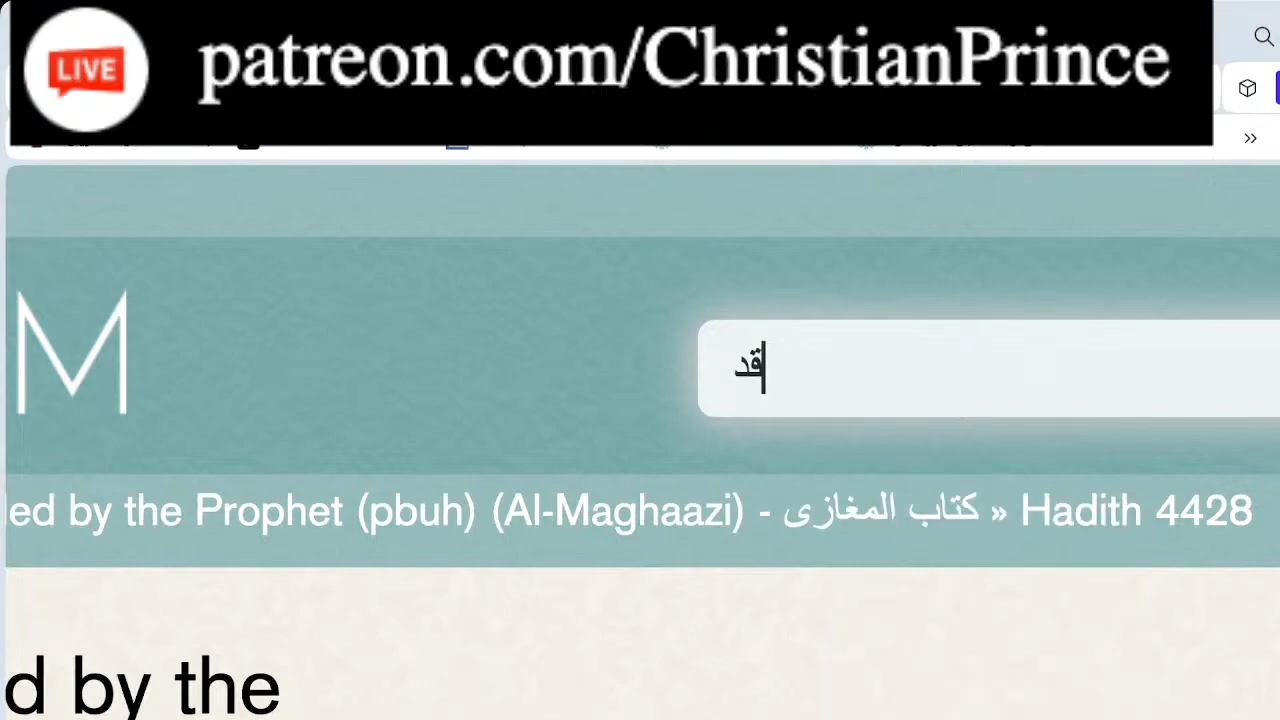 LIVE
patreon.com/ChristianPrince
M
قد
ed by the Prophet (pbuh) (Al-Maghaazi) - كتاب المغازى » Hadith 4428
d by the